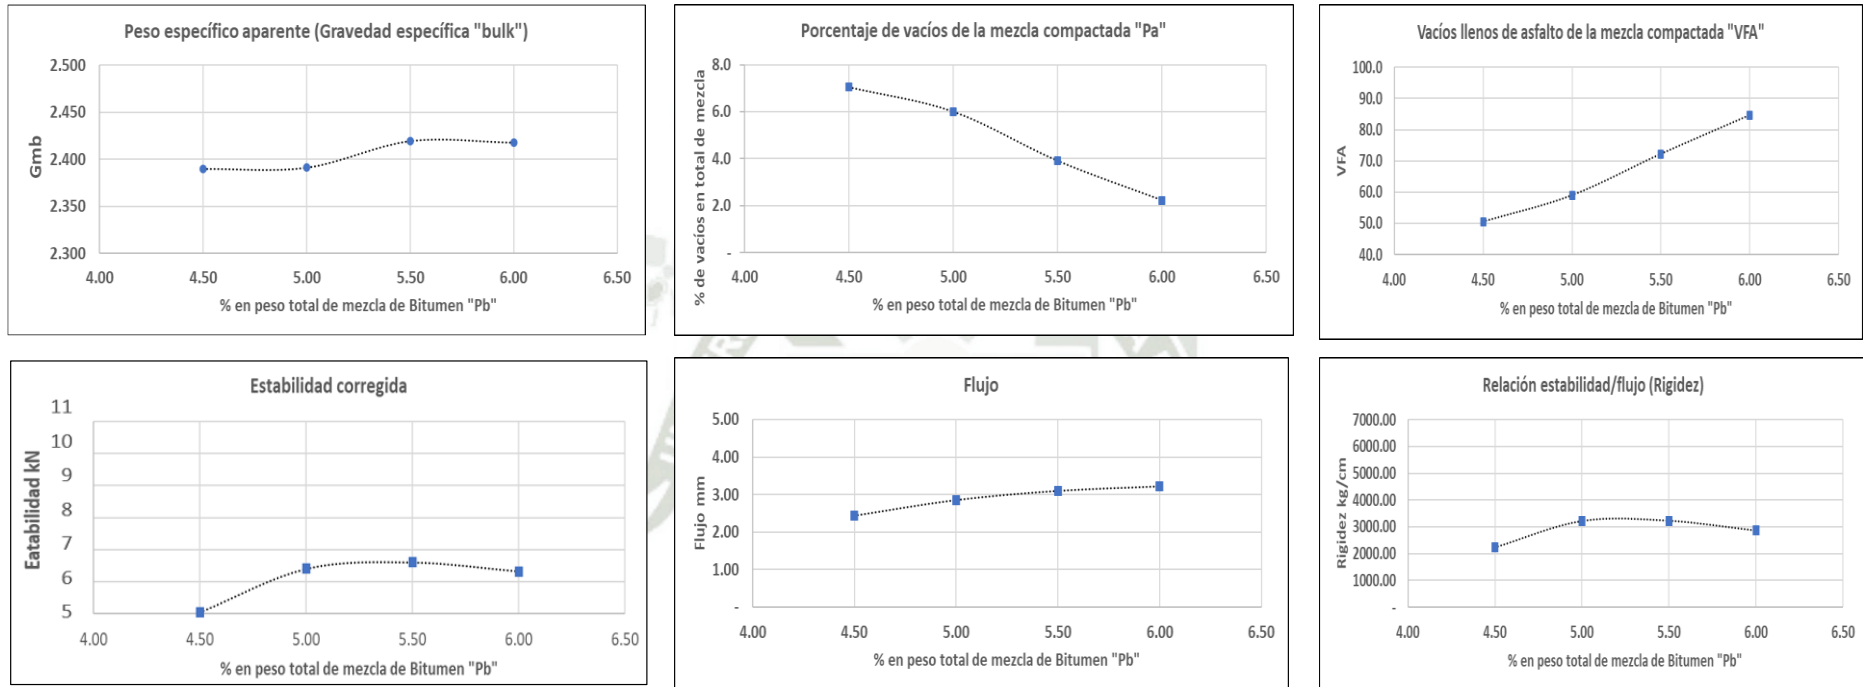 Peso específico aparente (Gravedad específica "bulk")
2.500
2.450
2.400
2.350
2.300
Gmb
4.00 4.50 5.00 5.50 6.00 6.50
% en peso total de mezcla de Bitumen "Pb"
Porcentaje de vacíos de la mezcla compactada "Pa"
8.0
6.0
4.0
2.0
-
% de vacíos en total de mezcla
4.00 4.50 5.00 5.50 6.00 6.50
% en peso total de mezcla de Bitumen "Pb"
Vacíos llenos de asfalto de la mezcla compactada "VFA"
100.0
90.0
80.0
70.0
60.0
50.0
40.0
VFA
4.00 4.50 5.00 5.50 6.00 6.50
% en peso total de mezcla de Bitumen "Pb"
Estabilidad corregida
11
10
9
8
7
6
5
Eatabilidad kN
4.00 4.50 5.00 5.50 6.00 6.50
% en peso total de mezcla de Bitumen "Pb"
Flujo
5.00
4.00
3.00
2.00
1.00
-
Flujo mm
4.00 4.50 5.00 5.50 6.00 6.50
% en peso total de mezcla de Bitumen "Pb"
Relación estabilidad/flujo (Rigidez)
7000.00
6000.00
5000.00
4000.00
3000.00
2000.00
1000.00
-
Rigidez kg/cm
4.00 4.50 5.00 5.50 6.00 6.50
% en peso total de mezcla de Bitumen "Pb"